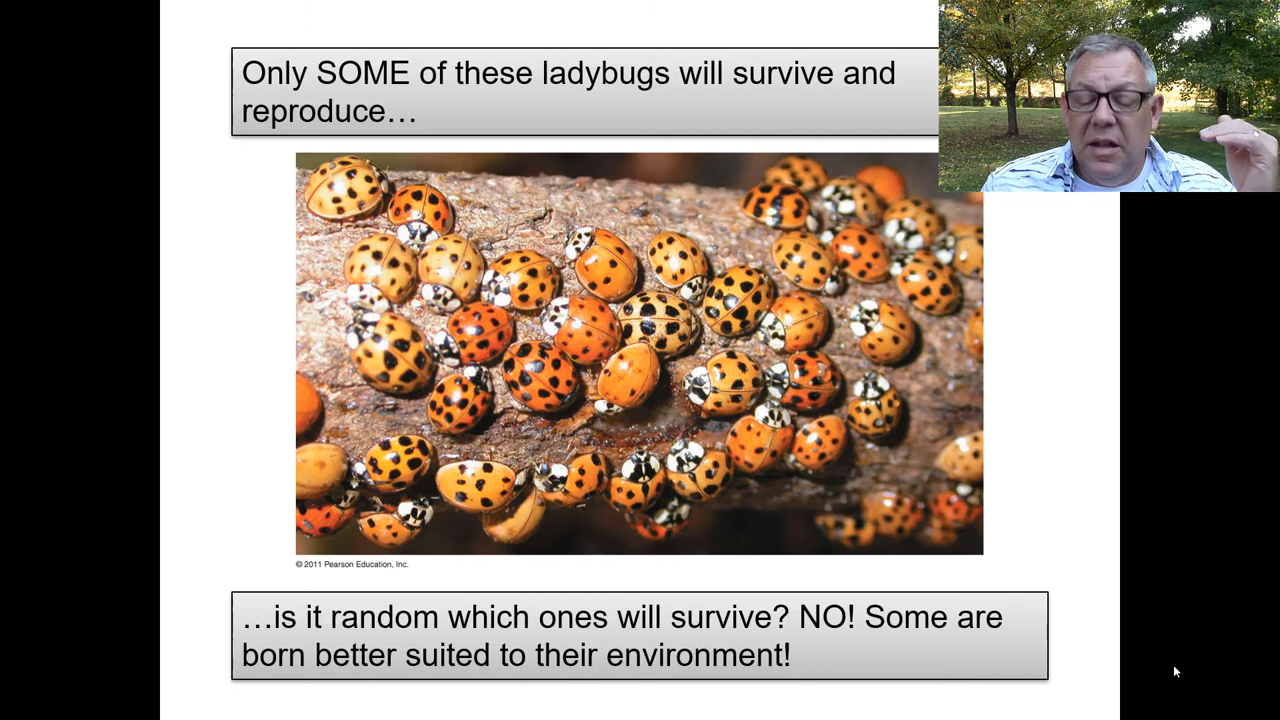 Only SOME of these ladybugs will survive and
reproduce…
© 2011 Pearson Education, Inc.
…is it random which ones will survive? NO! Some are
born better suited to their environment!